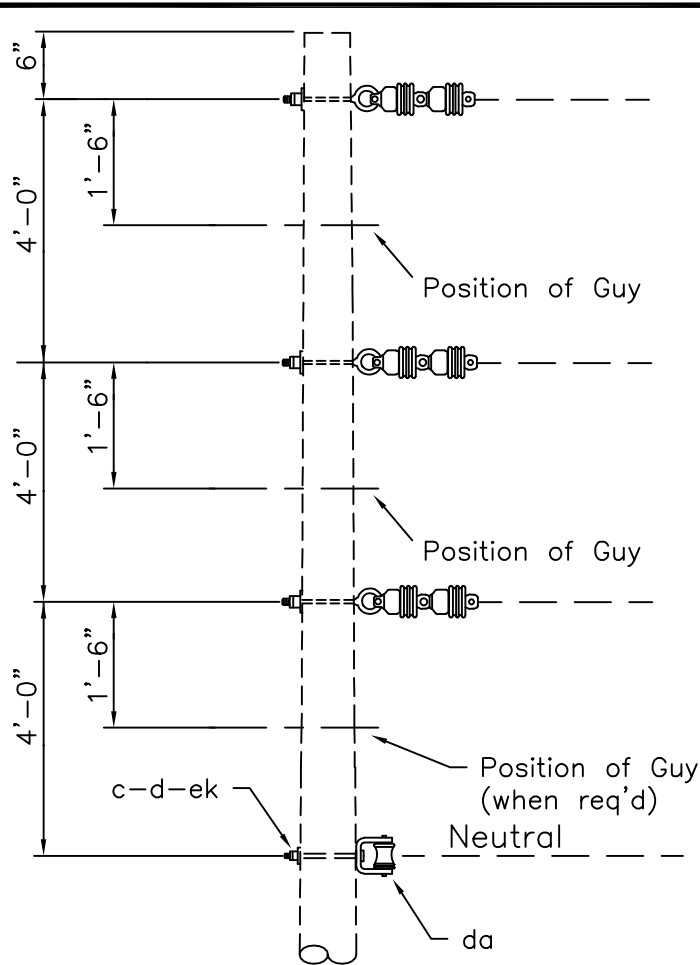 6"
1'-6"
4'-0"
Position of Guy
1'-6"
4'-0"
Position of Guy
1'-6"
4'-0"
Position of Guy
(when req'd)
c-d-ek
Neutral
da